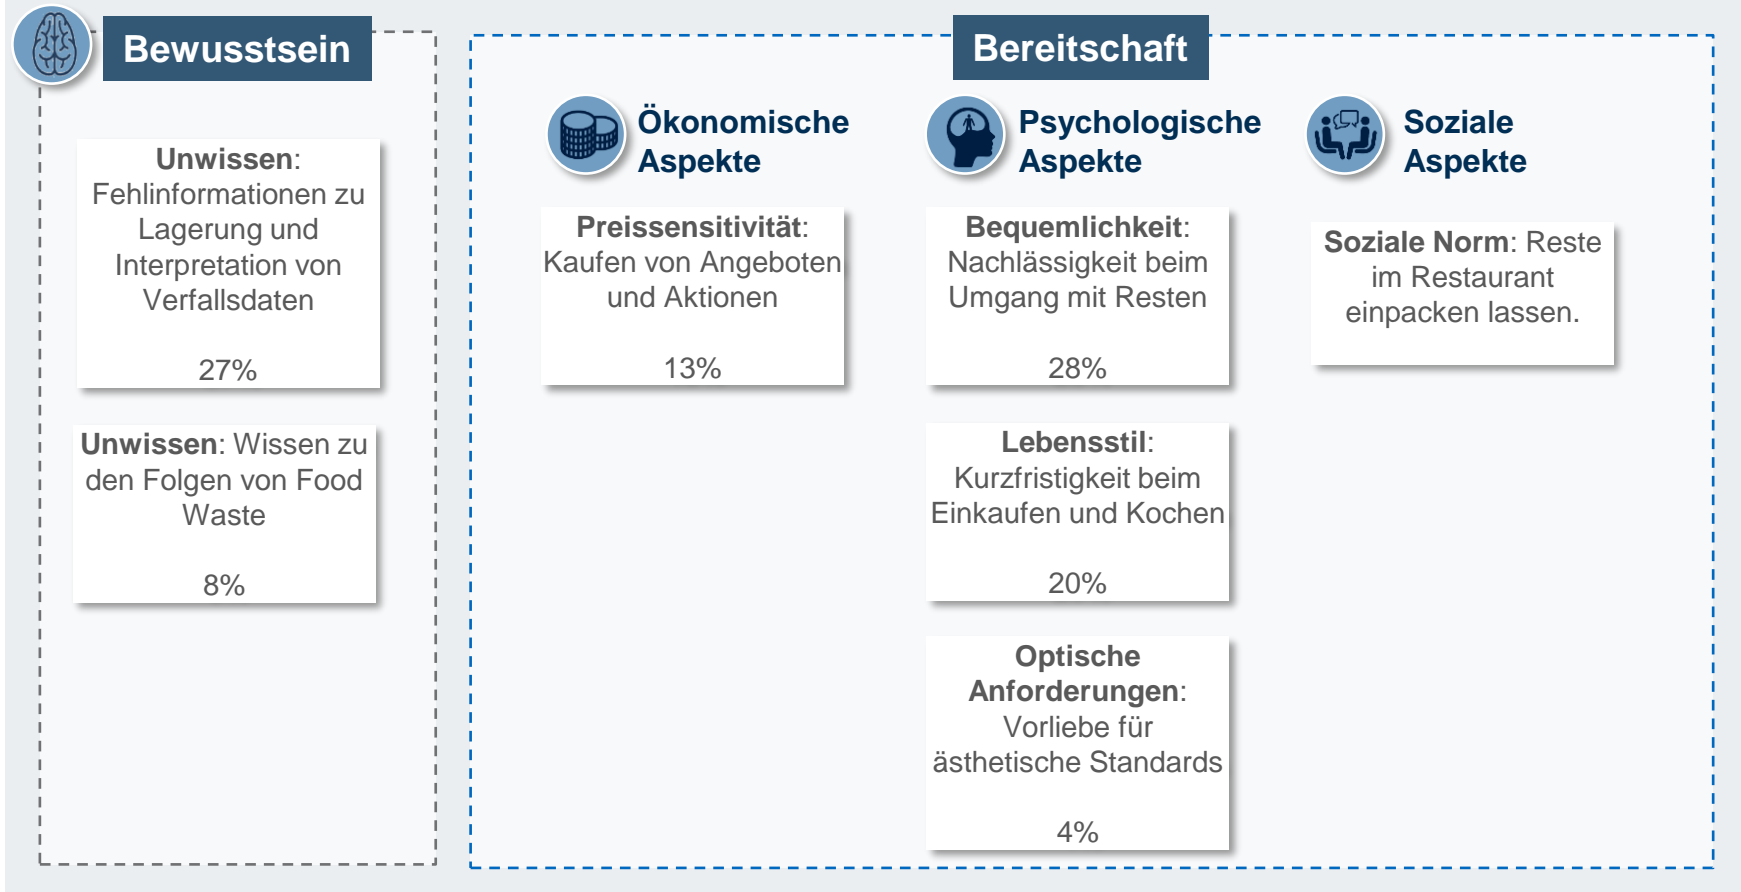 Bewusstsein
Unwissen:
Fehlinformationen zu
Lagerung und
Interpretation von
Verfallsdaten
27%
Unwissen: Wissen zu
den Folgen von Food
Waste
8%
Bereitschaft
Ökonomische
Aspekte
Preissensitivität:
Kaufen von Angeboten
und Aktionen
13%
Psychologische
Aspekte
Bequemlichkeit:
Nachlässigkeit beim
Umgang mit Resten
28%
Lebensstil:
Kurzfristigkeit beim
Einkaufen und Kochen
20%
Optische
Anforderungen:
Vorliebe für
ästhetische Standards
4%
Soziale
Aspekte
Soziale Norm: Reste
im Restaurant
einpacken lassen.